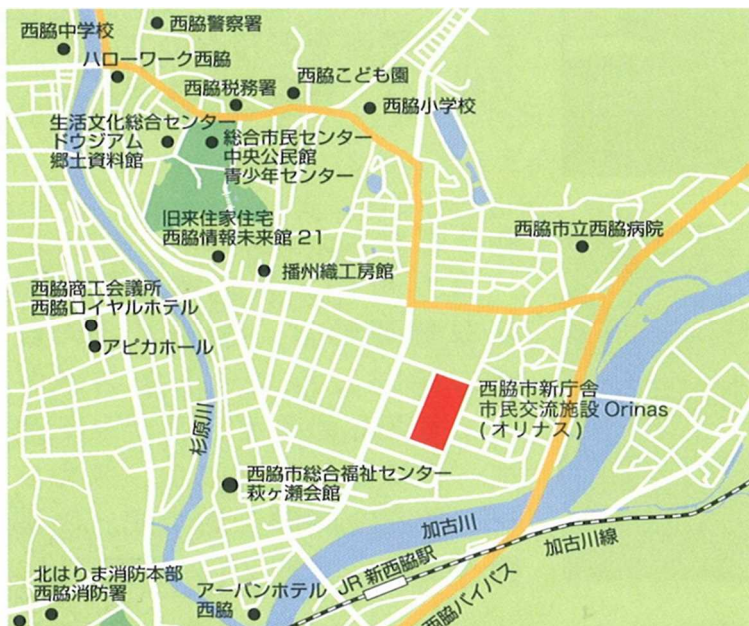 西脇中学校
西脇警察署
ハローワーク西脇
西脇税務署
西脇こども園
西脇小学校
生活文化総合センター
ドウジアム
郷土資料館
総合市民センター
中央公民館
青少年センター
旧来住家住宅
西脇情報未来館 21
播州織工房館
西脇市立西脇病院
西脇商工会議所
西脇ロイヤルホテル
アピカホール
西脇市新庁舎
市民交流施設 Orinas
(オリナス)
杉原川
西脇市総合福祉センター
萩ヶ瀬会館
加古川
加古川線
JR 新西脇駅
西脇バイパス
北はりま消防本部
西脇消防署
アーバンホテル
西脇